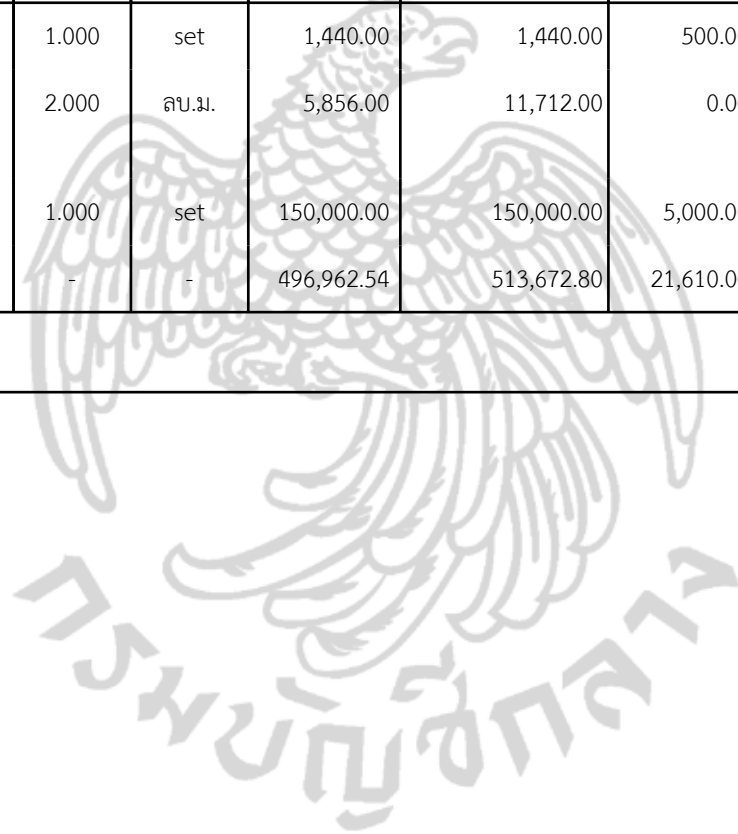 1.000 set 1,440.00 1,440.00 500.0
2.000 ลบ.ม. 5,856.00 11,712.00 0.0
1.000 set 150,000.00 150,000.00 5,000.0
- - 496,962.54 513,672.80 21,610.0
กรมบัญชีกลาง